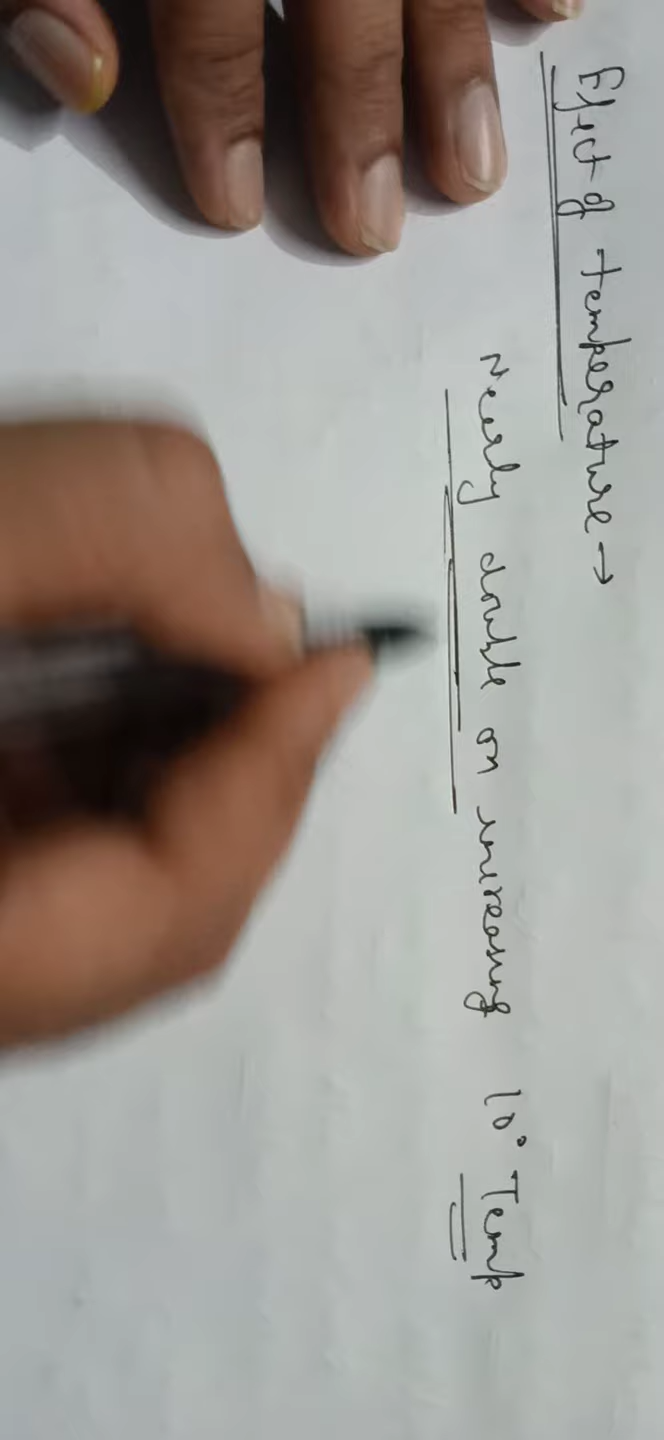 Effect of temperature →
Nearly double on increasing 10° Temp